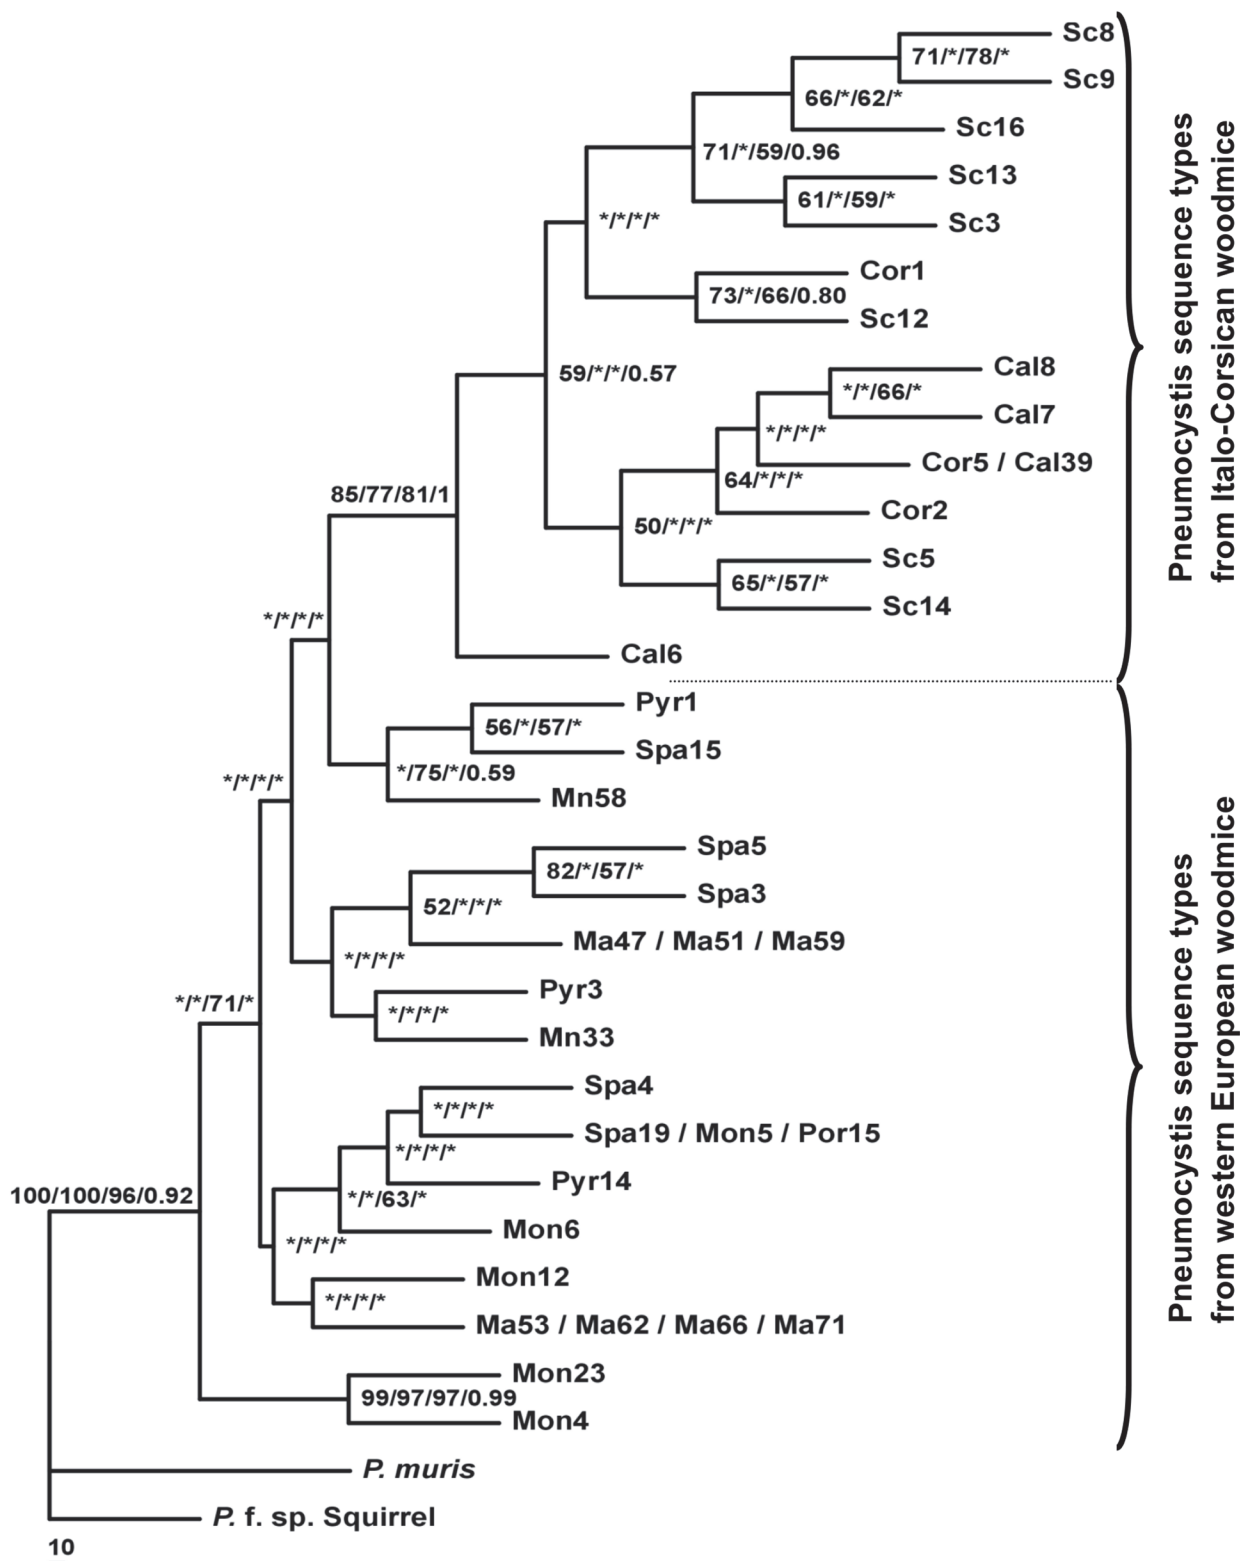 Sc8
71/*/78/*
Sc9
66/*/62/*
Sc16
71/*/59/0.96
Sc13
61/*/59/*
Sc3
*/*/*/*
Cor1
73/*/66/0.80
Sc12
Cal8
59/*/*/0.57
*/*/66/*
Cal7
*/*/*/*
Cor5 / Cal39
64/*/*/*
85/77/81/1
Cor2
50/*/*/*
Sc5
65/*/57/*
Sc14
*/*/*/*
Cal6
Pneumocystis sequence types
from Italo-Corsican woodmice
Pyr1
56/*/57/*
Spa15
*/75/*/0.59
*/*/*/*
Mn58
Spa5
82/*/57/*
Spa3
52/*/*/*
Ma47 / Ma51 / Ma59
*/*/*/*
Pyr3
*/*/71/*
*/*/*/*
Mn33
Spa4
*/*/*/*
Spa19 / Mon5 / Por15
*/*/*/*
Pyr14
100/100/96/0.92
*/*/63/*
Mon6
*/*/*/*
Mon12
*/*/*/*
Ma53 / Ma62 / Ma66 / Ma71
Mon23
99/97/97/0.99
Mon4
Pneumocystis sequence types
from western European woodmice
P. muris
P. f. sp. Squirrel
10